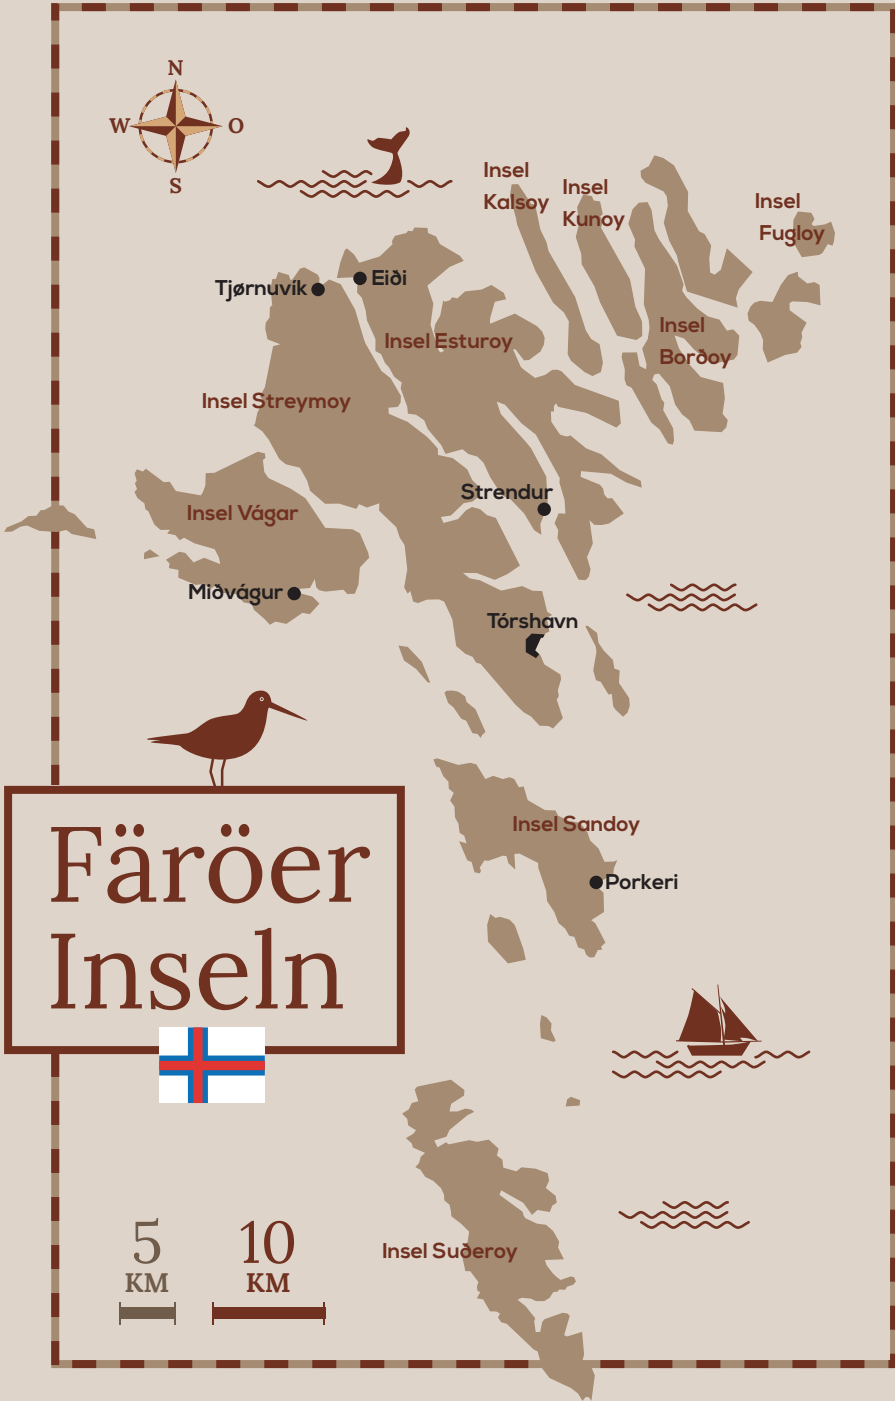 N
W
O
S
Insel
Kalsoy
Insel
Kunoy
Insel
Fugloy
Tjørnuvík
Eiði
Insel Esturoy
Insel
Borðoy
Insel Streymoy
Strendur
Insel Vágar
Miðvágur
Tórshavn
Färöer
Inseln
Insel Sandoy
Porkeri
Insel Suðeroy
5
KM
10
KM